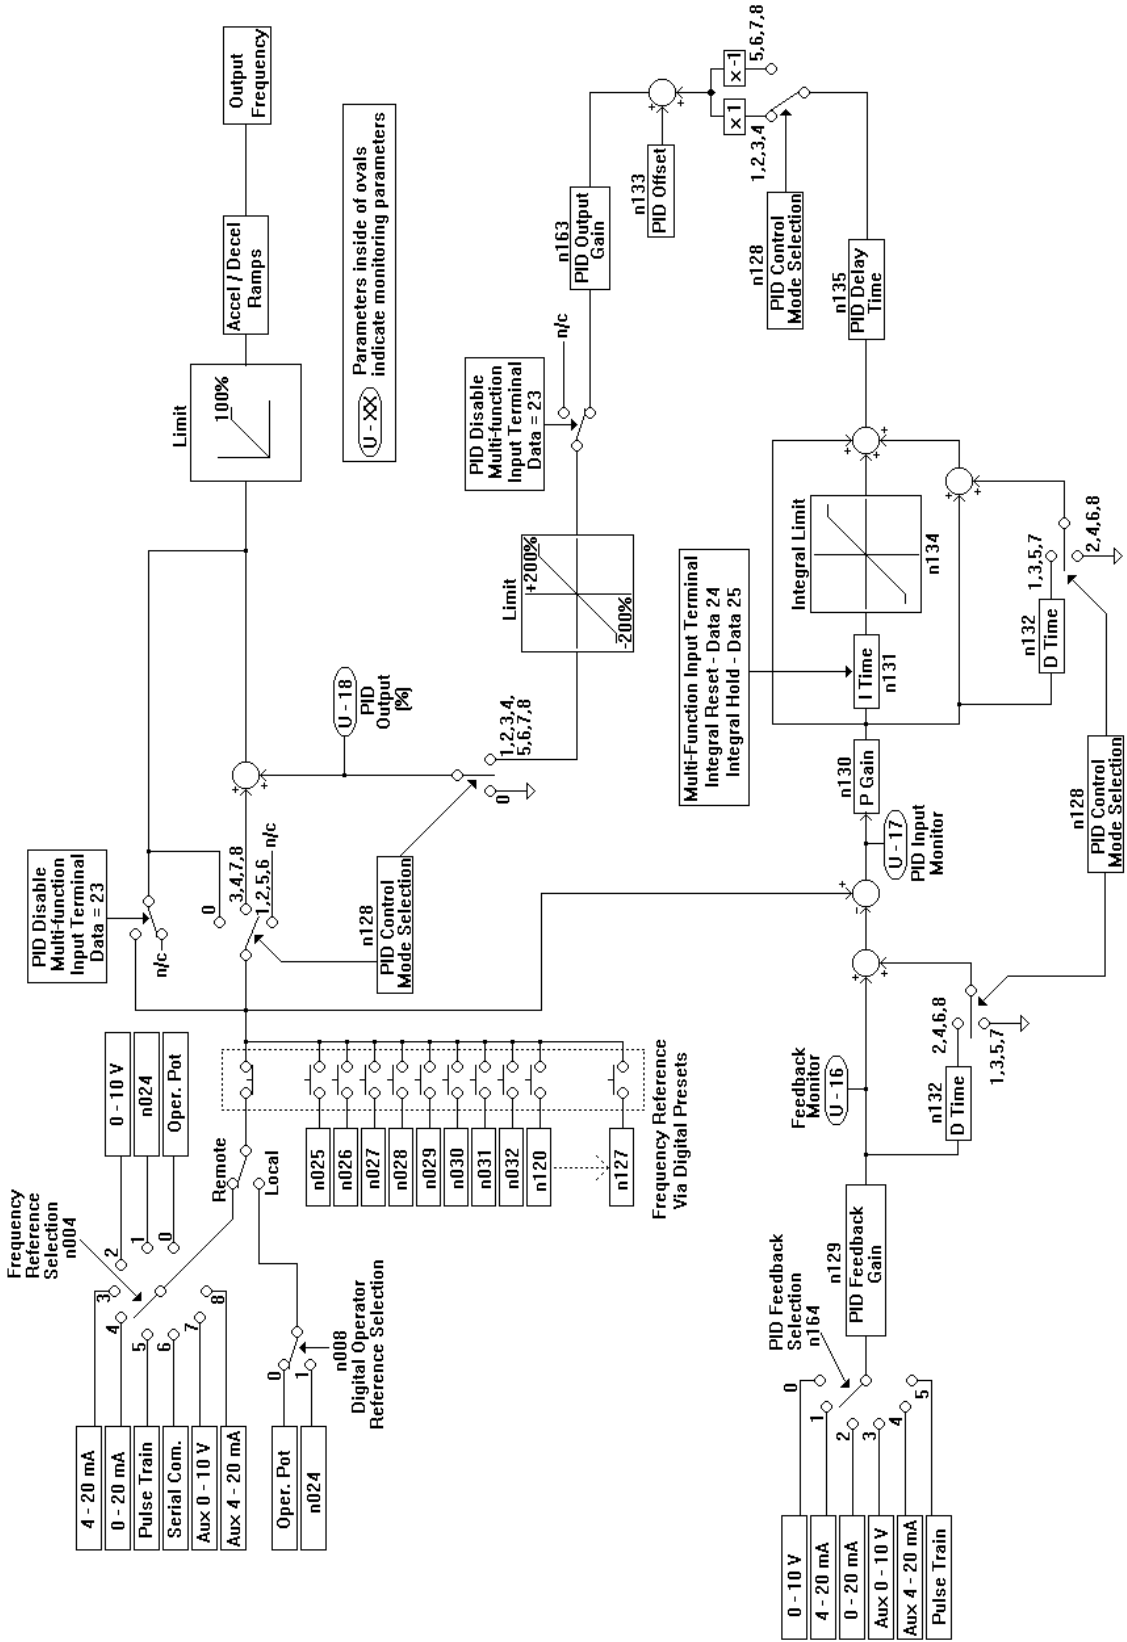 Frequency
Reference
Selection
n004
4 - 20 mA
0 - 20 mA
Pulse Train
Serial Com.
Aux 0 - 10 V
Aux 4 - 20 mA
3
4
5
6
7
8
2
1
0
0 - 10 V
n024
Oper. Pot
Remote
Local
Oper. Pot
n024
0
1
n008
Digital Operator
Reference Selection
n025
n026
n027
n028
n029
n030
n031
n032
n120
n127
Frequency Reference
Via Digital Presets
PID Disable
Multi-function
Input Terminal
Data = 23
n/c
0
3,4,7,8
1,2,5,6
n/c
n128
PID Control
Mode Selection
+
+
U - 18
PID
Output
(%)
0
1,2,3,4,
5,6,7,8
Limit
100%
Accel / Decel
Ramps
Output
Frequency
U - XX
Parameters inside of ovals
indicate monitoring parameters
Limit
+200%
-200%
PID Disable
Multi-function
Input Terminal
Data = 23
n/c
n163
PID Output
Gain
n133
PID Offset
+
+
x 1
x -1
1,2,3,4
5,6,7,8
n128
PID Control
Mode Selection
n135
PID Delay
Time
0 - 10 V
4 - 20 mA
0 - 20 mA
Aux 0 - 10 V
Aux 4 - 20 mA
Pulse Train
0
1
2
3
4
5
PID Feedback
Selection
n164
n129
PID Feedback
Gain
Feedback
Monitor
U - 16
n132
D Time
2,4,6,8
1,3,5,7
+
+
-
+
U - 17
PID Input
Monitor
n130
P Gain
Multi-Function Input Terminal
Integral Reset - Data 24
Integral Hold - Data 25
I Time
n131
Integral Limit
n134
+
+
+
n132
D Time
1,3,5,7
2,4,6,8
+
+
n128
PID Control
Mode Selection